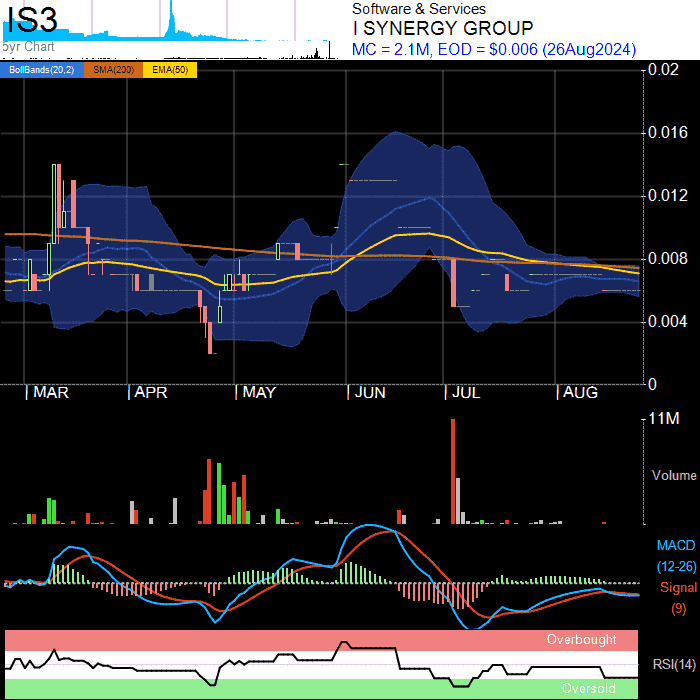 IS3
5yr Chart
Software & Services
I SYNERGY GROUP
MC = 2.1M, EOD = $0.006 (26Aug2024)
BollBands(20,2) SMA(200) EMA(50)
0.02
0.016
0.012
0.008
0.004
0
MAR APR MAY JUN JUL AUG
11M
Volume
MACD
(12-26)
Signal
(9)
Overbought
RSI(14)
Oversold